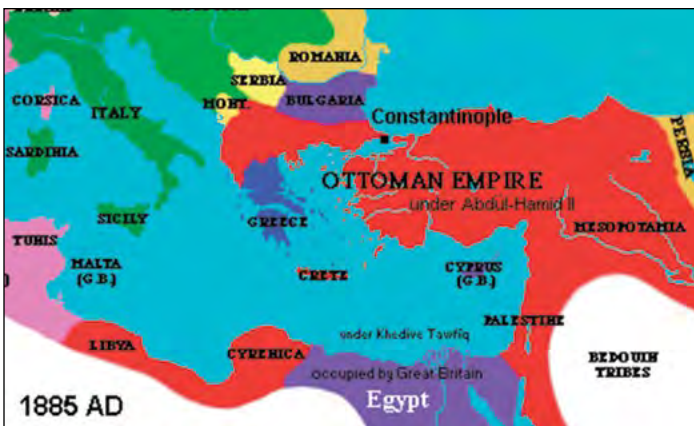 ROMANIA
SERBIA
MONT.
BULGARIA
CORSICA
ITALY
Constantinople
PERSIA
SARDINIA
OTTOMAN EMPIRE
under Abdul-Hamid II
SICILY
GREECE
MESOPOTAMIA
TUNIS
MALTA
(G.B.)
)
CRETE
CYPRUS
(G.B.)
PALESTINE
under Khedive Tawfiq
LIBYA
CYRENICA
BEDOUIN
TRIBES
occupied by Great Britain
Egypt
1885 AD